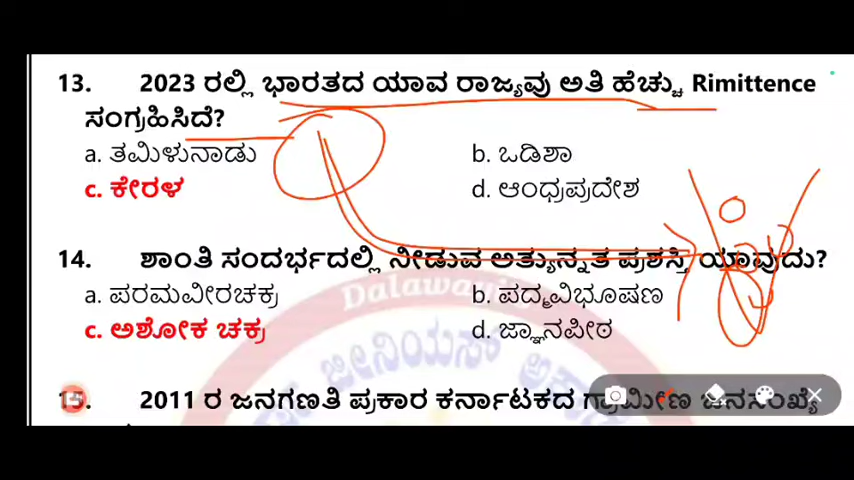 13. 2023 ರಲ್ಲಿ ಭಾರತದ ಯಾವ ರಾಜ್ಯವು ಅತಿ ಹೆಚ್ಚು Rimittence
ಸಂಗ್ರಹಿಸಿದೆ?
a. ತಮಿಳುನಾಡು b. ಒಡಿಶಾ
c. ಕೇರಳ d. ಆಂಧ್ರಪ್ರದೇಶ
14. ಶಾಂತಿ ಸಂದರ್ಭದಲ್ಲಿ ನೀಡುವ ಅತ್ಯುನ್ನತ ಪ್ರಶಸ್ತಿ ಯಾವುದು?
a. ಪರಮವೀರಚಕ್ರ b. ಪದ್ಮವಿಭೂಷಣ
c. ಅಶೋಕ ಚಕ್ರ d. ಜ್ಞಾನಪೀಠ
15. 2011 ರ ಜನಗಣತಿ ಪ್ರಕಾರ ಕರ್ನಾಟಕದ ಗ್ರಾಮೀಣ ಜನಸಂಖ್ಯೆ